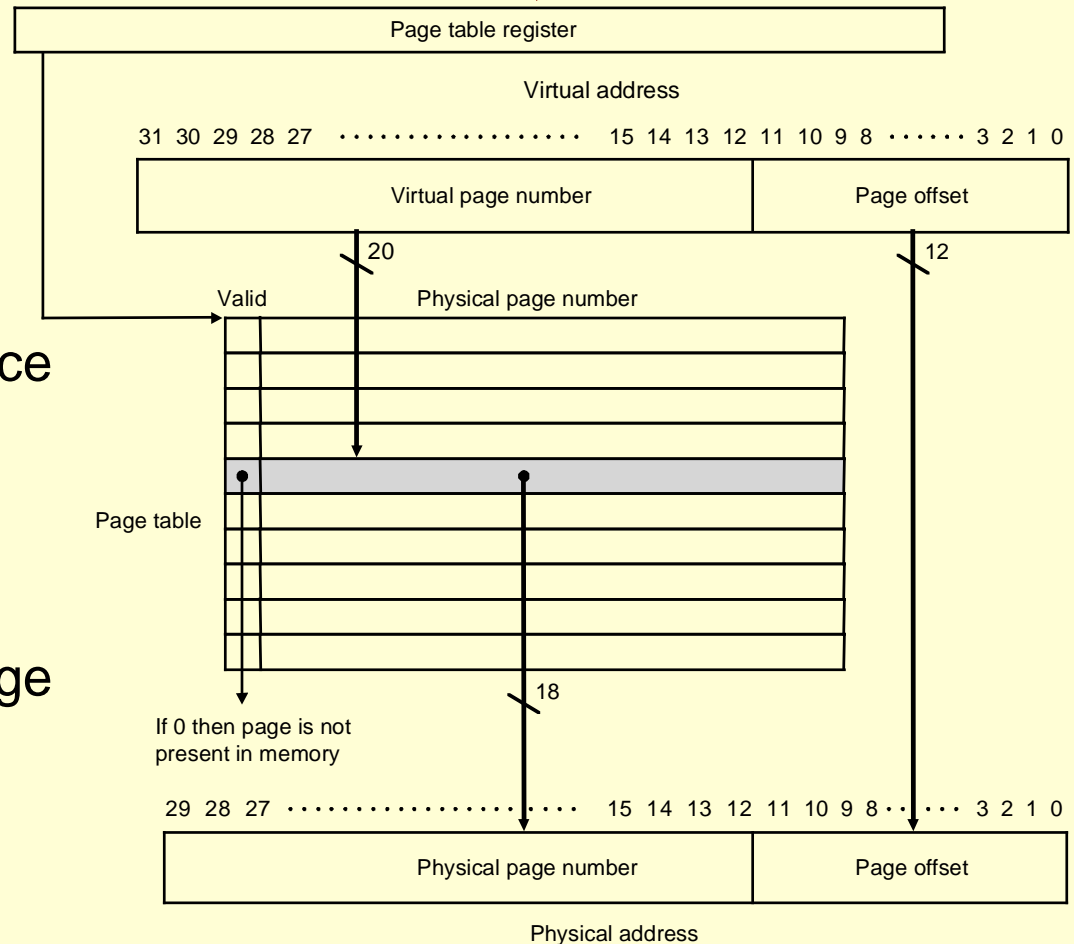 Page table register
Virtual address
31 30 29 28 27 · · · · · · · · · · · · · · · · · · 15 14 13 12 11 10 9 8 · · · · · · 3 2 1 0
Virtual page number Page offset
20 12
Valid Physical page number
ce
Page table
ge
18
If 0 then page is not
present in memory
29 28 27 · · · · · · · · · · · · · · · · · · · · · · 15 14 13 12 11 10 9 8 · · · · · · 3 2 1 0
Physical page number Page offset
Physical address